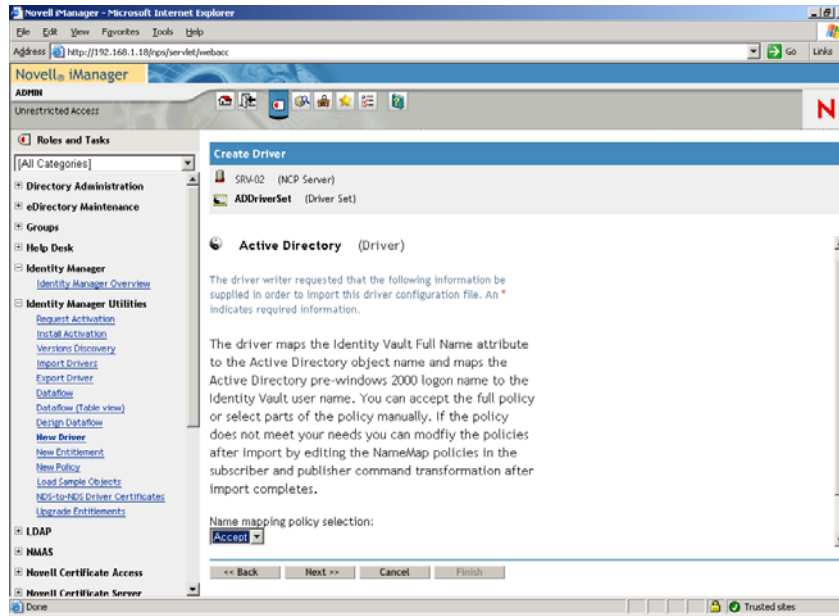 Novell iManager - Microsoft Internet Explorer
File Edit View Favorites Tools Help
Address http://192.168.1.18/nps/servlet/webacc Go Links
Novell® iManager
ADMIN
Unrestricted Access
N
Roles and Tasks
[All Categories]
Directory Administration
eDirectory Maintenance
Groups
Help Desk
Identity Manager
Identity Manager Overview
Identity Manager Utilities
Request Activation
Install Activation
Versions Discovery
Import Drivers
Export Driver
Dataflow
Dataflow (Table view)
Design Dataflow
New Driver
New Entitlement
New Policy
Load Sample Objects
NDS-to-NDS Driver Certificates
Upgrade Entitlements
LDAP
NMAS
Novell Certificate Access
Novell Certificate Server
Create Driver
SRV-02 (NCP Server)
ADDriverSet (Driver Set)
Active Directory (Driver)
The driver writer requested that the following information be
supplied in order to import this driver configuration file. An *
indicates required information.
The driver maps the Identity Vault Full Name attribute
to the Active Directory object name and maps the
Active Directory pre-windows 2000 logon name to the
Identity Vault user name. You can accept the full policy
or select parts of the policy manually. If the policy
does not meet your needs you can modfiy the policies
after import by editing the NameMap policies in the
subscriber and publisher command transformation after
import completes.
Name mapping policy selection:
Accept
<< Back Next >> Cancel Finish
Done Trusted sites